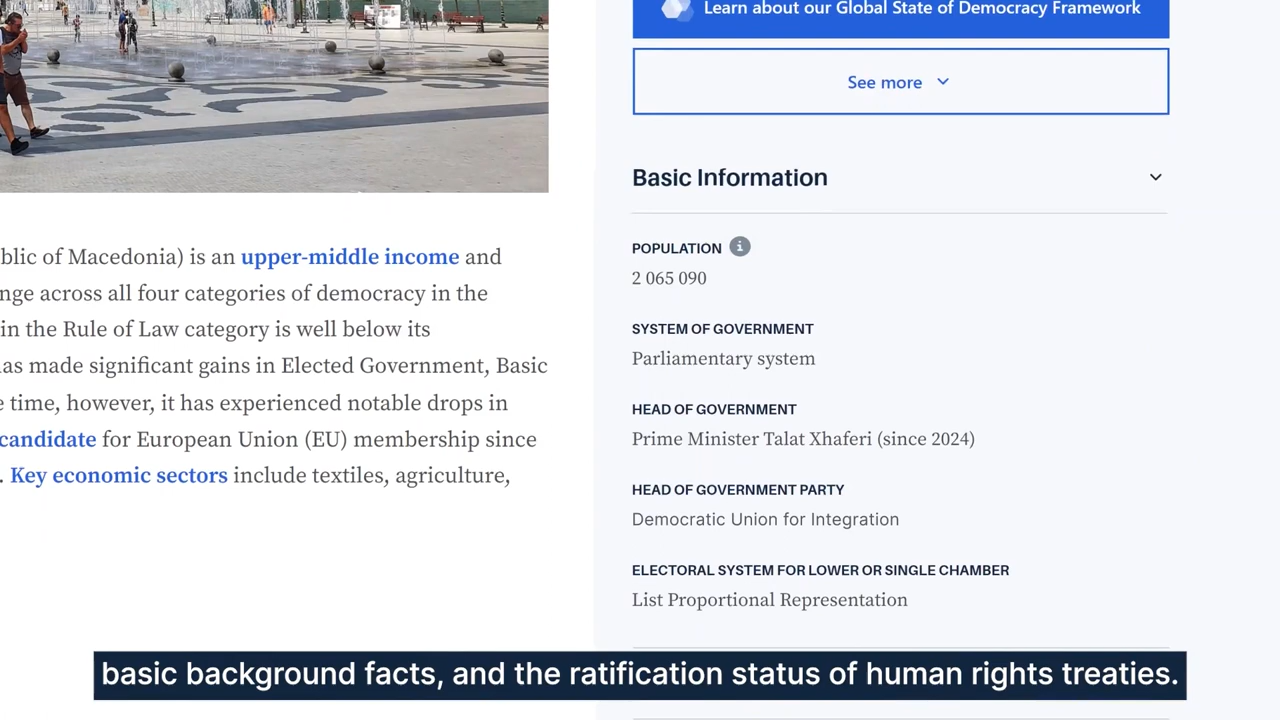 Learn about our Global State of Democracy Framework
See more
Basic Information
POPULATION
2 065 090
SYSTEM OF GOVERNMENT
Parliamentary system
HEAD OF GOVERNMENT
Prime Minister Talat Xhaferi (since 2024)
HEAD OF GOVERNMENT PARTY
Democratic Union for Integration
ELECTORAL SYSTEM FOR LOWER OR SINGLE CHAMBER
List Proportional Representation
blic of Macedonia) is an upper-middle income and
nge across all four categories of democracy in the
in the Rule of Law category is well below its
as made significant gains in Elected Government, Basic
e time, however, it has experienced notable drops in
candidate for European Union (EU) membership since
. Key economic sectors include textiles, agriculture,
basic background facts, and the ratification status of human rights treaties.